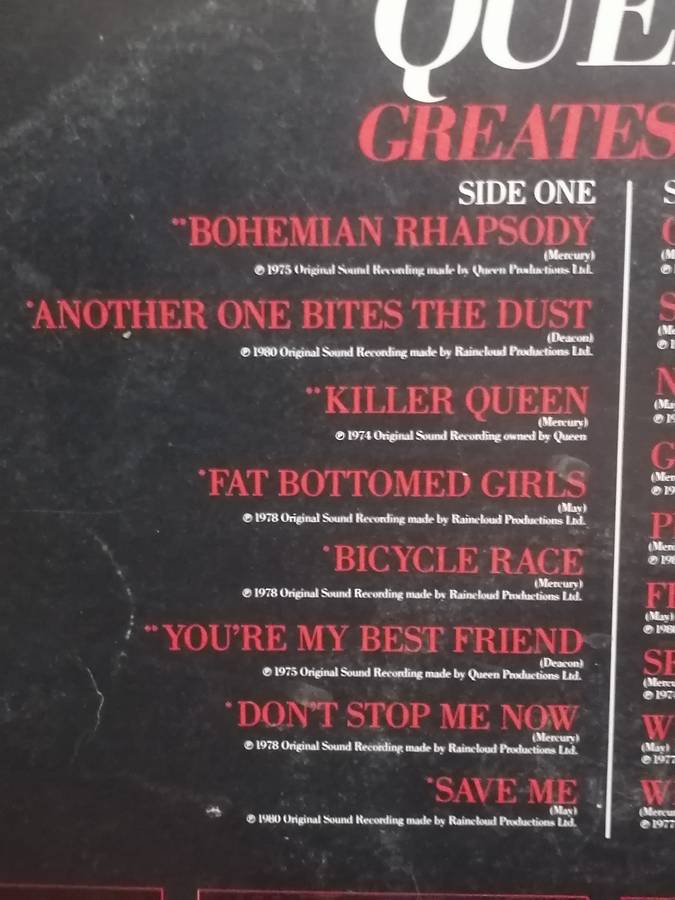 QUE
GREATES
SIDE ONE
··BOHEMIAN RHAPSODY
(Mercury)
℗ 1975 Original Sound Recording made by Queen Productions Ltd.
·ANOTHER ONE BITES THE DUST
(Deacon)
℗ 1980 Original Sound Recording made by Raincloud Productions Ltd.
··KILLER QUEEN
(Mercury)
℗ 1974 Original Sound Recording owned by Queen
·FAT BOTTOMED GIRLS
(May)
℗ 1978 Original Sound Recording made by Raincloud Productions Ltd.
·BICYCLE RACE
(Mercury)
℗ 1978 Original Sound Recording made by Raincloud Productions Ltd.
··YOU'RE MY BEST FRIEND
(Deacon)
℗ 1975 Original Sound Recording made by Queen Productions Ltd.
·DON'T STOP ME NOW
(Mercury)
℗ 1978 Original Sound Recording made by Raincloud Productions Ltd.
·SAVE ME
(May)
℗ 1980 Original Sound Recording made by Raincloud Productions Ltd.